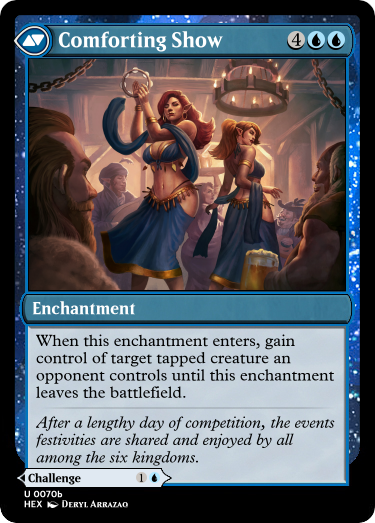 Comforting Show 4
Enchantment
When this enchantment enters, gain
control of target tapped creature an
opponent controls until this enchantment
leaves the battlefield.
After a lengthy day of competition, the events
festivities are shared and enjoyed by all
among the six kingdoms.
Challenge 1
U 0070b
HEX Deryl Arrazao